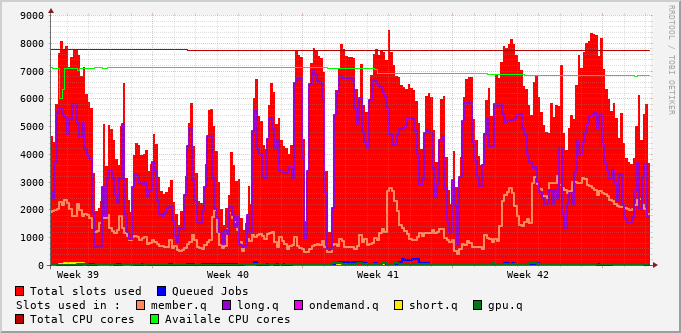 RRDTOOL / TOBI OETIKER
9000
8000
7000
6000
5000
4000
3000
2000
1000
0
Week 39 Week 40 Week 41 Week 42
Total slots used Queued Jobs
Slots used in : member.q long.q ondemand.q short.q gpu.q
Total CPU cores Availale CPU cores